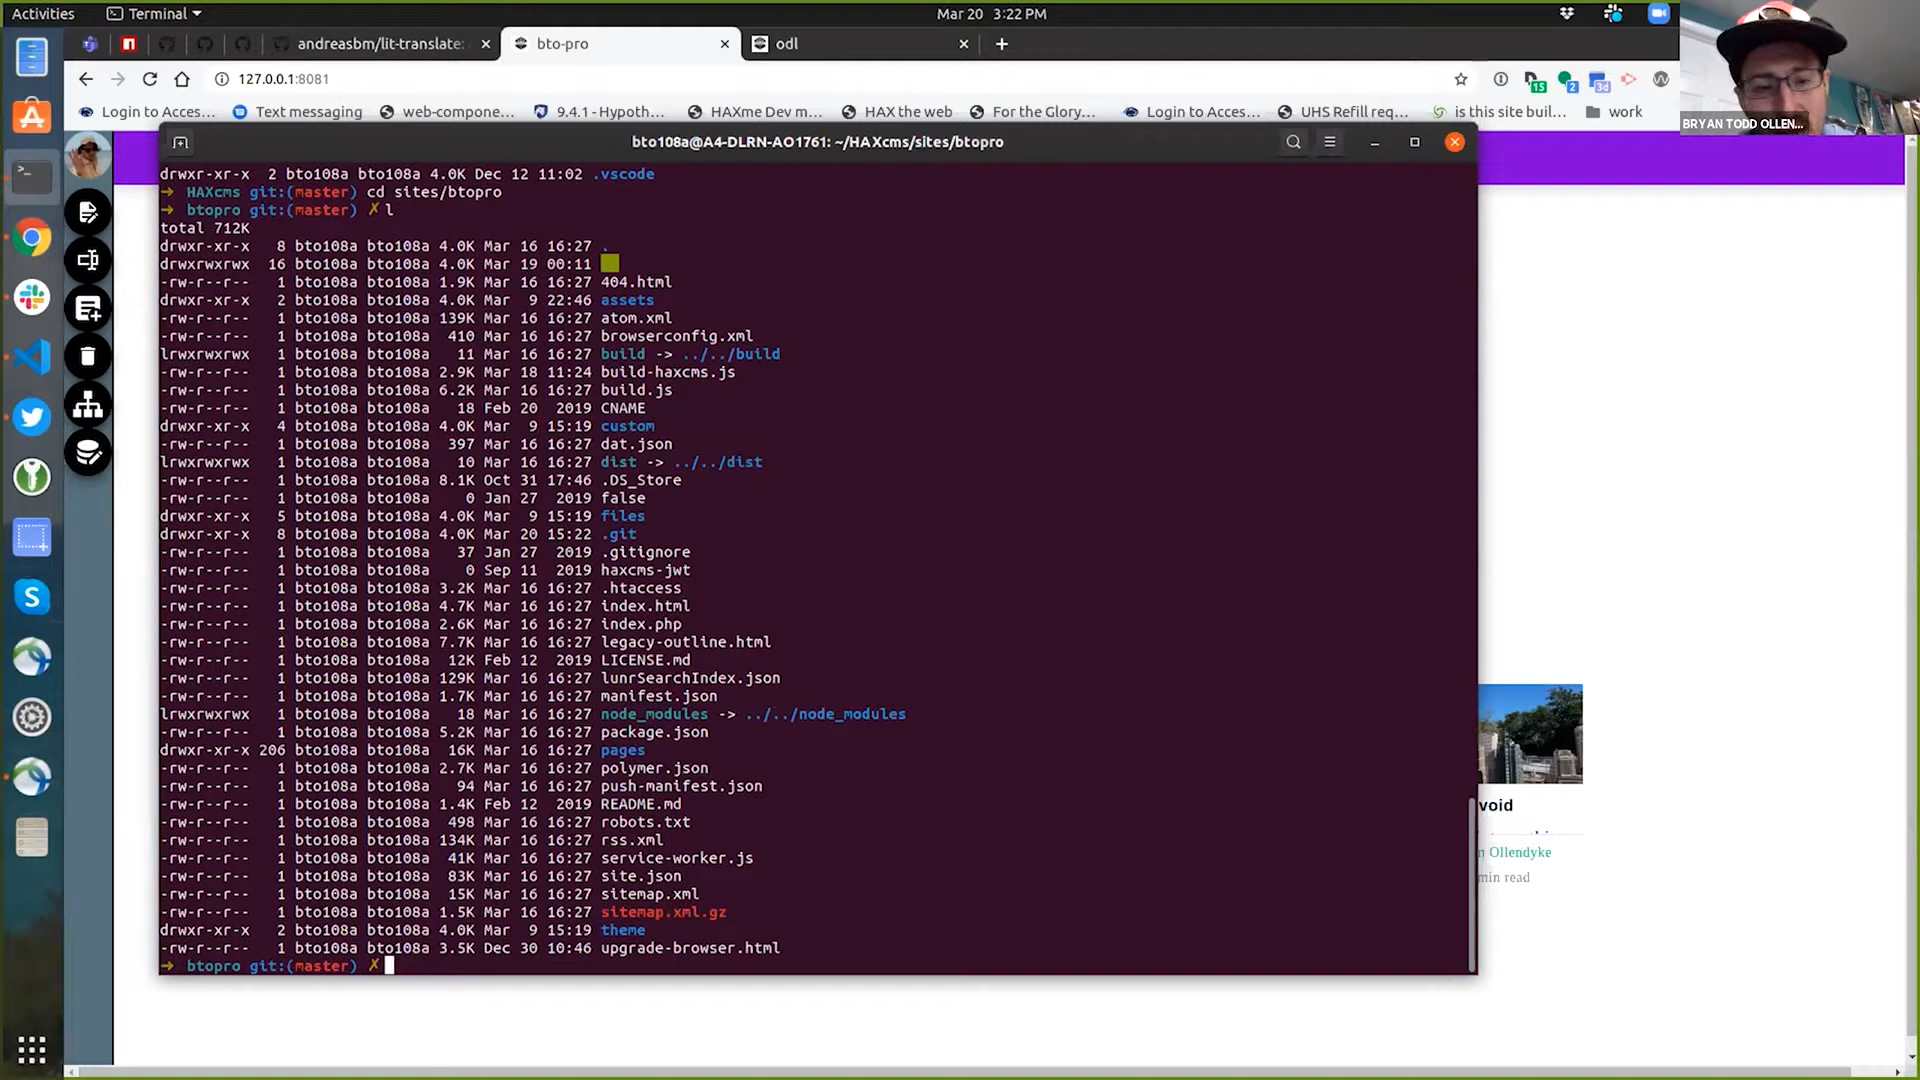 Activities
Terminal
Mar 20 3:22 PM
andreasbm/lit-translate:
bto-pro
odl
127.0.0.1:8081
15
2
3d
Login to Acces...
Text messaging
web-compone...
9.4.1 - Hypoth...
HAXme Dev m...
HAX the web
For the Glory...
Login to Acces...
UHS Refill req...
is this site buil...
work
BRYAN TODD OLLEN...
bto108a@A4-DLRN-AO1761: ~/HAXcms/sites/btopro
drwxr-xr-x 2 bto108a bto108a 4.0K Dec 12 11:02 .vscode
→ HAXcms git:(master) cd sites/btopro
→ btopro git:(master) ✗ l
total 712K
drwxr-xr-x 8 bto108a bto108a 4.0K Mar 16 16:27 .
drwxrwxrwx 16 bto108a bto108a 4.0K Mar 19 00:11
-rw-r--r-- 1 bto108a bto108a 1.9K Mar 16 16:27 404.html
drwxr-xr-x 2 bto108a bto108a 4.0K Mar 9 22:46 assets
-rw-r--r-- 1 bto108a bto108a 139K Mar 16 16:27 atom.xml
-rw-r--r-- 1 bto108a bto108a 410 Mar 16 16:27 browserconfig.xml
lrwxrwxrwx 1 bto108a bto108a 11 Mar 16 16:27 build -> ../../build
-rw-r--r-- 1 bto108a bto108a 2.9K Mar 18 11:24 build-haxcms.js
-rw-r--r-- 1 bto108a bto108a 6.2K Mar 16 16:27 build.js
-rw-r--r-- 1 bto108a bto108a 18 Feb 20 2019 CNAME
drwxr-xr-x 4 bto108a bto108a 4.0K Mar 9 15:19 custom
-rw-r--r-- 1 bto108a bto108a 397 Mar 16 16:27 dat.json
lrwxrwxrwx 1 bto108a bto108a 10 Mar 16 16:27 dist -> ../../dist
-rw-r--r-- 1 bto108a bto108a 8.1K Oct 31 17:46 .DS_Store
-rw-r--r-- 1 bto108a bto108a 0 Jan 27 2019 false
drwxr-xr-x 5 bto108a bto108a 4.0K Mar 9 15:19 files
drwxr-xr-x 8 bto108a bto108a 4.0K Mar 20 15:22 .git
-rw-r--r-- 1 bto108a bto108a 37 Jan 27 2019 .gitignore
-rw-r--r-- 1 bto108a bto108a 0 Sep 11 2019 haxcms-jwt
-rw-r--r-- 1 bto108a bto108a 3.2K Mar 16 16:27 .htaccess
-rw-r--r-- 1 bto108a bto108a 4.7K Mar 16 16:27 index.html
-rw-r--r-- 1 bto108a bto108a 2.6K Mar 16 16:27 index.php
-rw-r--r-- 1 bto108a bto108a 7.7K Mar 16 16:27 legacy-outline.html
-rw-r--r-- 1 bto108a bto108a 12K Feb 12 2019 LICENSE.md
-rw-r--r-- 1 bto108a bto108a 129K Mar 16 16:27 lunrSearchIndex.json
-rw-r--r-- 1 bto108a bto108a 1.7K Mar 16 16:27 manifest.json
lrwxrwxrwx 1 bto108a bto108a 18 Mar 16 16:27 node_modules -> ../../node_modules
-rw-r--r-- 1 bto108a bto108a 5.2K Mar 16 16:27 package.json
drwxr-xr-x 206 bto108a bto108a 16K Mar 16 16:27 pages
-rw-r--r-- 1 bto108a bto108a 2.7K Mar 16 16:27 polymer.json
-rw-r--r-- 1 bto108a bto108a 94 Mar 16 16:27 push-manifest.json
-rw-r--r-- 1 bto108a bto108a 1.4K Feb 12 2019 README.md
-rw-r--r-- 1 bto108a bto108a 498 Mar 16 16:27 robots.txt
-rw-r--r-- 1 bto108a bto108a 134K Mar 16 16:27 rss.xml
-rw-r--r-- 1 bto108a bto108a 41K Mar 16 16:27 service-worker.js
-rw-r--r-- 1 bto108a bto108a 83K Mar 16 16:27 site.json
-rw-r--r-- 1 bto108a bto108a 15K Mar 16 16:27 sitemap.xml
-rw-r--r-- 1 bto108a bto108a 1.5K Mar 16 16:27 sitemap.xml.gz
drwxr-xr-x 2 bto108a bto108a 4.0K Mar 9 15:19 theme
-rw-r--r-- 1 bto108a bto108a 3.5K Dec 30 10:46 upgrade-browser.html
→ btopro git:(master) ✗
void
n Ollendyke
min read